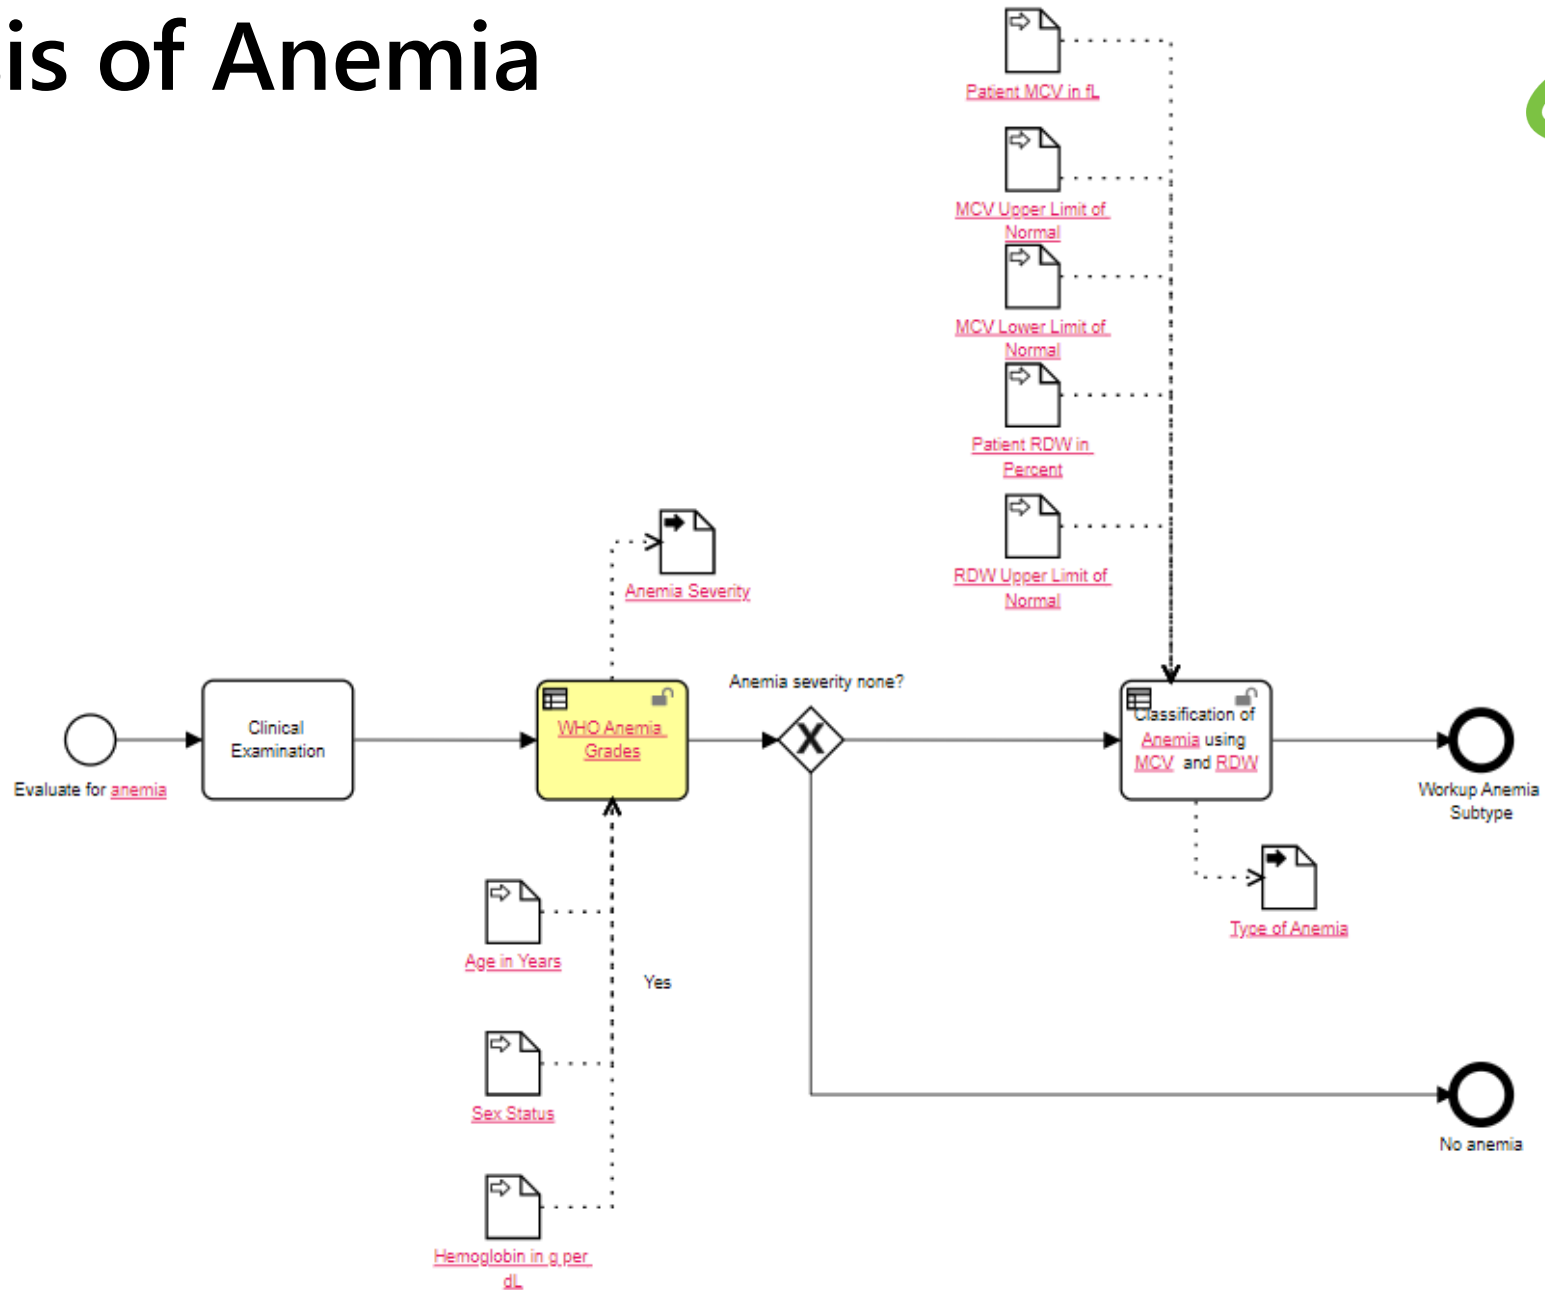 is of Anemia
Patient MCV in fL
MCV Upper Limit of
Normal
MCV Lower Limit of
Normal
Patient RDW in
Percent
RDW Upper Limit of
Normal
Anemia Severity
Anemia severity none?
Evaluate for anemia
Clinical
Examination
WHO Anemia
Grades
X
Classification of
Anemia using
MCV and RDW
Workup Anemia
Subtype
Type of Anemia
Age in Years
Yes
Sex Status
No anemia
Hemoglobin in g per
dL